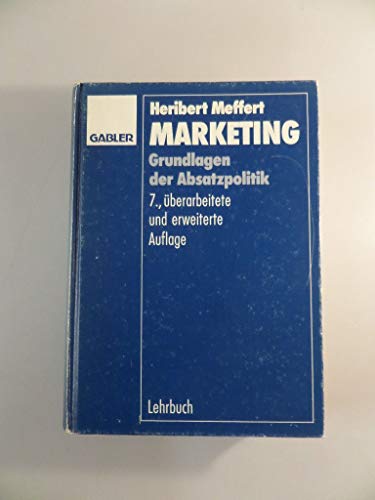 Heribert Meffert
GABLER
MARKETING
Grundlagen
der Absatzpolitik
7., überarbeitete
und erweiterte
Auflage
Lehrbuch